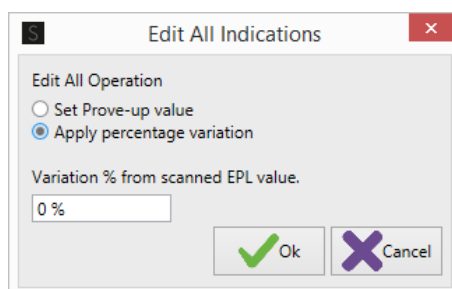 S
Edit All Indications
Edit All Operation
Set Prove-up value
Apply percentage variation
Variation % from scanned EPL value.
0 %
Ok
Cancel